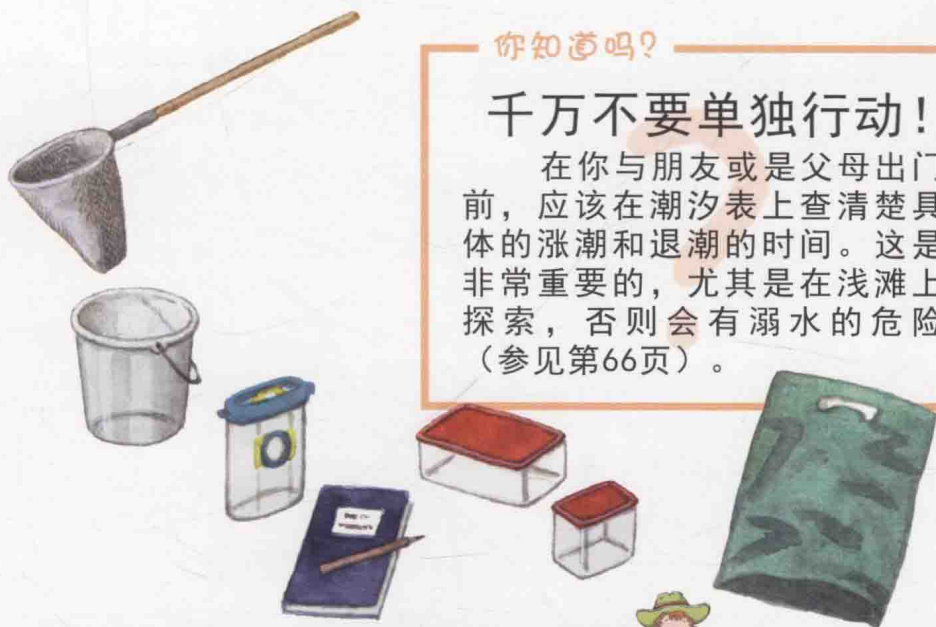 你知道吗？
千万不要单独行动！
在你与朋友或是父母出门
前，应该在潮汐表上查清楚具
体的涨潮和退潮的时间。这是
非常重要的，尤其是在浅滩上
探索，否则会有溺水的危险
（参见第66页）。